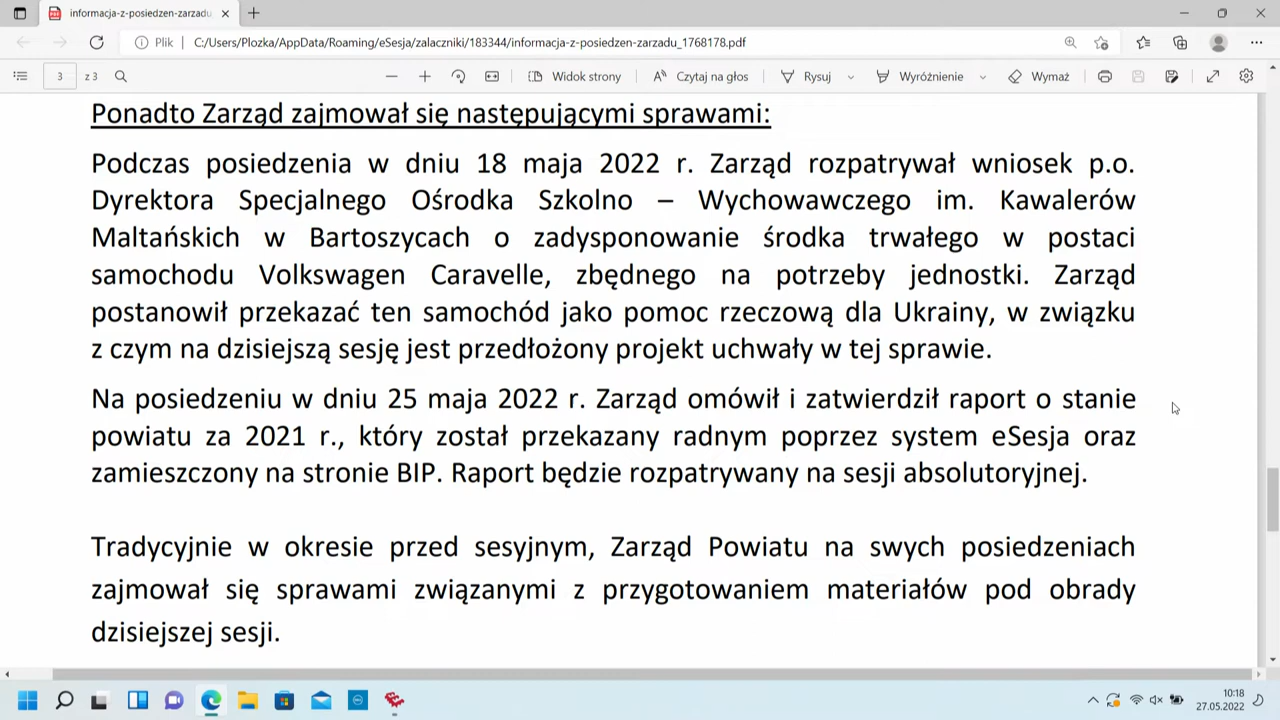 informacja-z-posiedzen-zarzadu_
Plik C:/Users/Plozka/AppData/Roaming/eSesja/zalaczniki/183344/informacja-z-posiedzen-zarzadu_1768178.pdf
3 z 3 Widok strony Czytaj na głos Rysuj Wyróżnienie Wymaż
Ponadto Zarząd zajmował się następującymi sprawami:
Podczas posiedzenia w dniu 18 maja 2022 r. Zarząd rozpatrywał wniosek p.o.
Dyrektora Specjalnego Ośrodka Szkolno – Wychowawczego im. Kawalerów
Maltańskich w Bartoszycach o zadysponowanie środka trwałego w postaci
samochodu Volkswagen Caravelle, zbędnego na potrzeby jednostki. Zarząd
postanowił przekazać ten samochód jako pomoc rzeczową dla Ukrainy, w związku
z czym na dzisiejszą sesję jest przedłożony projekt uchwały w tej sprawie.
Na posiedzeniu w dniu 25 maja 2022 r. Zarząd omówił i zatwierdził raport o stanie
powiatu za 2021 r., który został przekazany radnym poprzez system eSesja oraz
zamieszczony na stronie BIP. Raport będzie rozpatrywany na sesji absolutoryjnej.
Tradycyjnie w okresie przed sesyjnym, Zarząd Powiatu na swych posiedzeniach
zajmował się sprawami związanymi z przygotowaniem materiałów pod obrady
dzisiejszej sesji.
10:18
27.05.2022